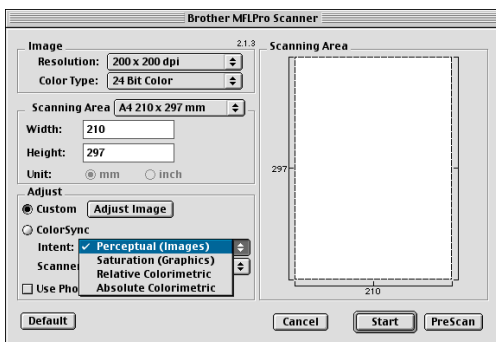 Brother MFLPro Scanner
Image 2.1.3
Resolution: 200 x 200 dpi
Color Type: 24 Bit Color
Scanning Area A4 210 x 297 mm
Width: 210
Height: 297
Unit: mm inch
Adjust
Custom Adjust Image
ColorSync
Intent: ✓ Perceptual (Images)
Saturation (Graphics)
Scanne Relative Colorimetric
Use Pho Absolute Colorimetric
Default
Scanning Area
297
210
Cancel Start PreScan